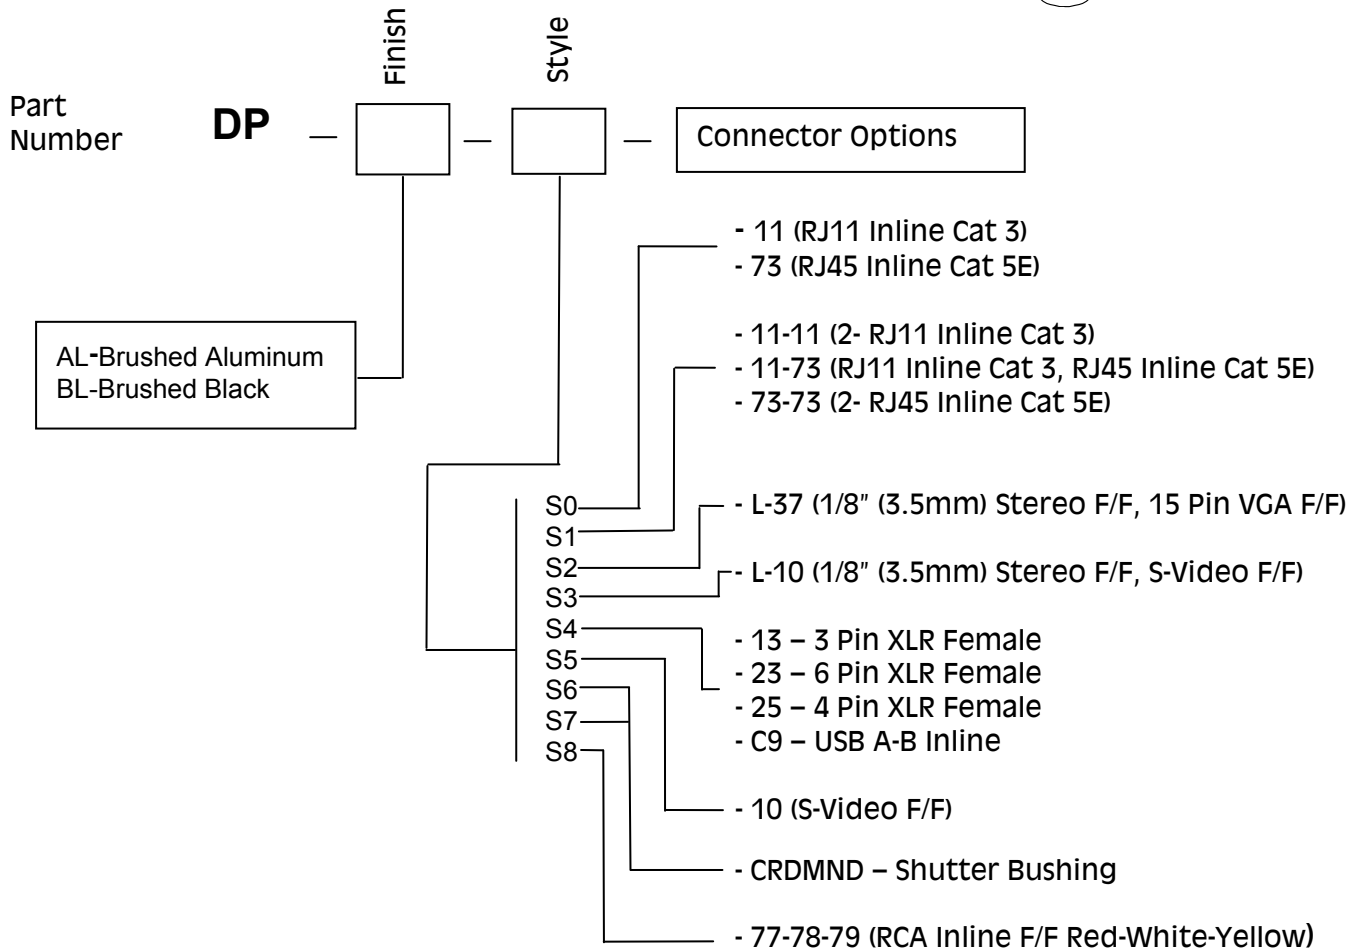 Finish
Style
Part
Number
DP – – – Connector Options
- 11 (RJ11 Inline Cat 3)
- 73 (RJ45 Inline Cat 5E)
- 11-11 (2- RJ11 Inline Cat 3)
- 11-73 (RJ11 Inline Cat 3, RJ45 Inline Cat 5E)
- 73-73 (2- RJ45 Inline Cat 5E)
AL-Brushed Aluminum
BL-Brushed Black
S0
S1
S2
S3
S4
S5
S6
S7
S8
- L-37 (1/8" (3.5mm) Stereo F/F, 15 Pin VGA F/F)
- L-10 (1/8" (3.5mm) Stereo F/F, S-Video F/F)
- 13 – 3 Pin XLR Female
- 23 – 6 Pin XLR Female
- 25 – 4 Pin XLR Female
- C9 – USB A-B Inline
- 10 (S-Video F/F)
- CRDMND – Shutter Bushing
- 77-78-79 (RCA Inline F/F Red-White-Yellow)